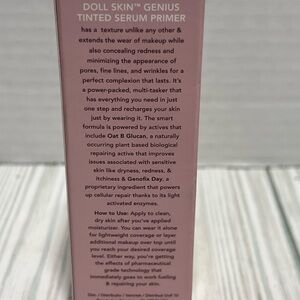 DOLL SKIN™ GENIUS
TINTED SERUM PRIMER
has a texture unlike any other &
extends the wear of makeup while
also concealing redness and
minimizing the appearance of
pores, fine lines, and wrinkles for a
perfect complexion that lasts. It's
a power-packed, multi-tasker that
has everything you need in just
one step and recharges your skin
just by wearing it. The smart
formula is powered by actives that
include Oat B Glucan, a naturally
occurring plant based biological
repairing active that improves
issues associated with sensitive
skin like dryness, redness, &
itchiness & Genofix Day, a
proprietary ingredient that powers
up cellular repair thanks to its light
activated enzymes.
How to Use: Apply to clean,
dry skin after you've applied
moisturizer. You can wear it alone
for lightweight coverage or layer
additional makeup over top until
you reach your desired coverage
level. Either way, you're getting
the effects of pharmaceutical
grade technology that
immediately goes to work fueling
& repairing your skin.